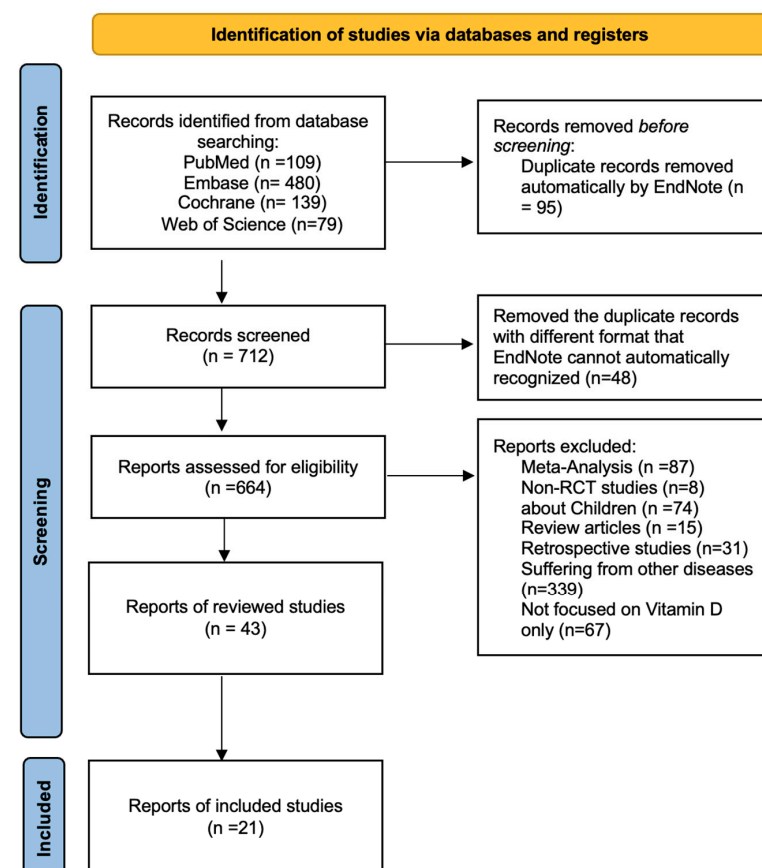 Identification of studies via databases and registers
Identification
Records identified from database
searching:
PubMed (n =109)
Embase (n= 480)
Cochrane (n= 139)
Web of Science (n=79)
Records removed before
screening:
Duplicate records removed
automatically by EndNote (n
= 95)
Screening
Records screened
(n = 712)
Removed the duplicate records
with different format that
EndNote cannot automatically
recognized (n=48)
Reports assessed for eligibility
(n =664)
Reports excluded:
Meta-Analysis (n =87)
Non-RCT studies (n=8)
about Children (n =74)
Review articles (n =15)
Retrospective studies (n=31)
Suffering from other diseases
(n=339)
Not focused on Vitamin D
only (n=67)
Reports of reviewed studies
(n = 43)
Included
Reports of included studies
(n =21)